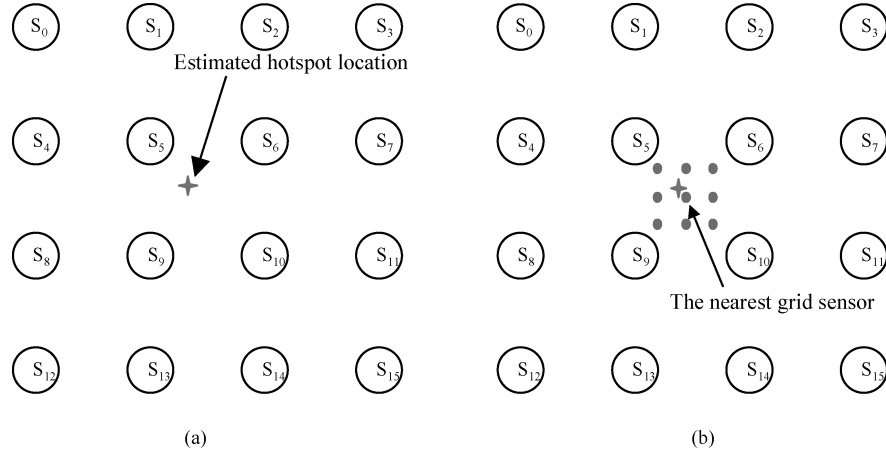 S0 S1 S2 S3 S0 S1 S2 S3
Estimated hotspot location
S4 S5 S6 S7 S4 S5 S6 S7
S8 S9 S10 S11 S8 S9 S10 S11
The nearest grid sensor
S12 S13 S14 S15 S12 S13 S14 S15
(a) (b)